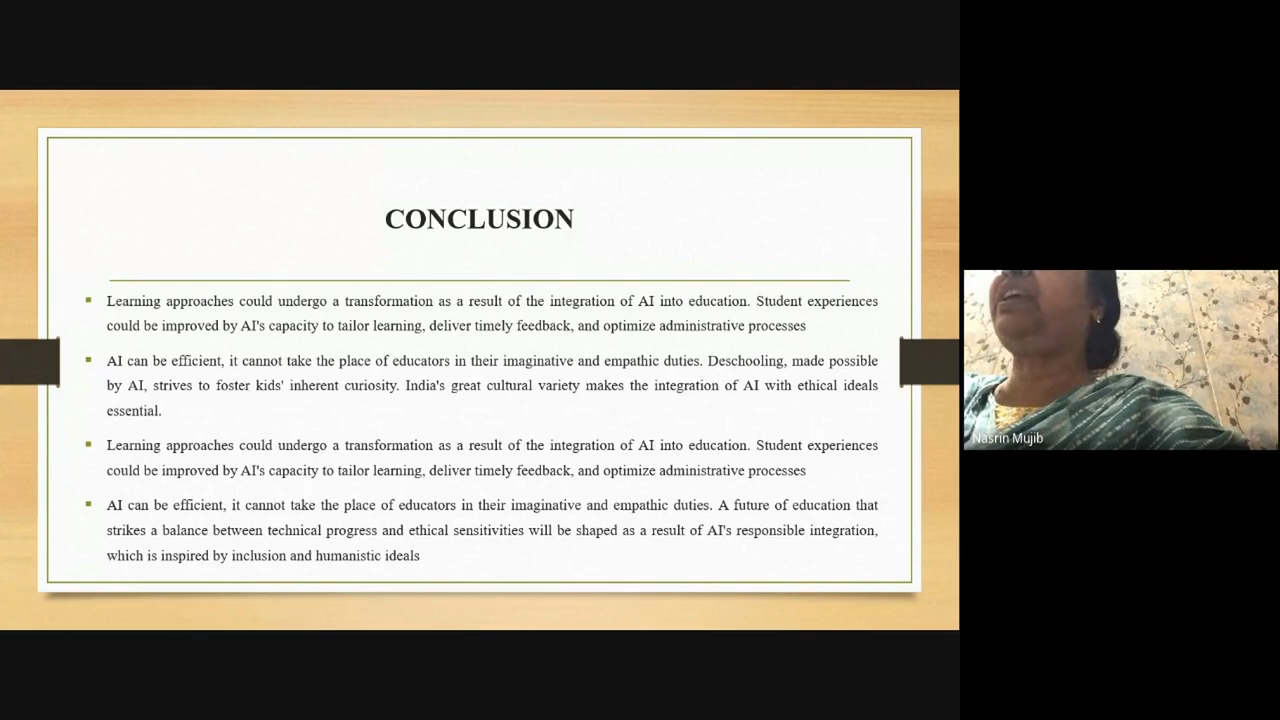 CONCLUSION
Learning approaches could undergo a transformation as a result of the integration of AI into education. Student experiences
could be improved by AI's capacity to tailor learning, deliver timely feedback, and optimize administrative processes
AI can be efficient, it cannot take the place of educators in their imaginative and empathic duties. Deschooling, made possible
by AI, strives to foster kids' inherent curiosity. India's great cultural variety makes the integration of AI with ethical ideals
essential.
Learning approaches could undergo a transformation as a result of the integration of AI into education. Student experiences
could be improved by AI's capacity to tailor learning, deliver timely feedback, and optimize administrative processes
AI can be efficient, it cannot take the place of educators in their imaginative and empathic duties. A future of education that
strikes a balance between technical progress and ethical sensitivities will be shaped as a result of AI's responsible integration,
which is inspired by inclusion and humanistic ideals
Nasrin Mujib